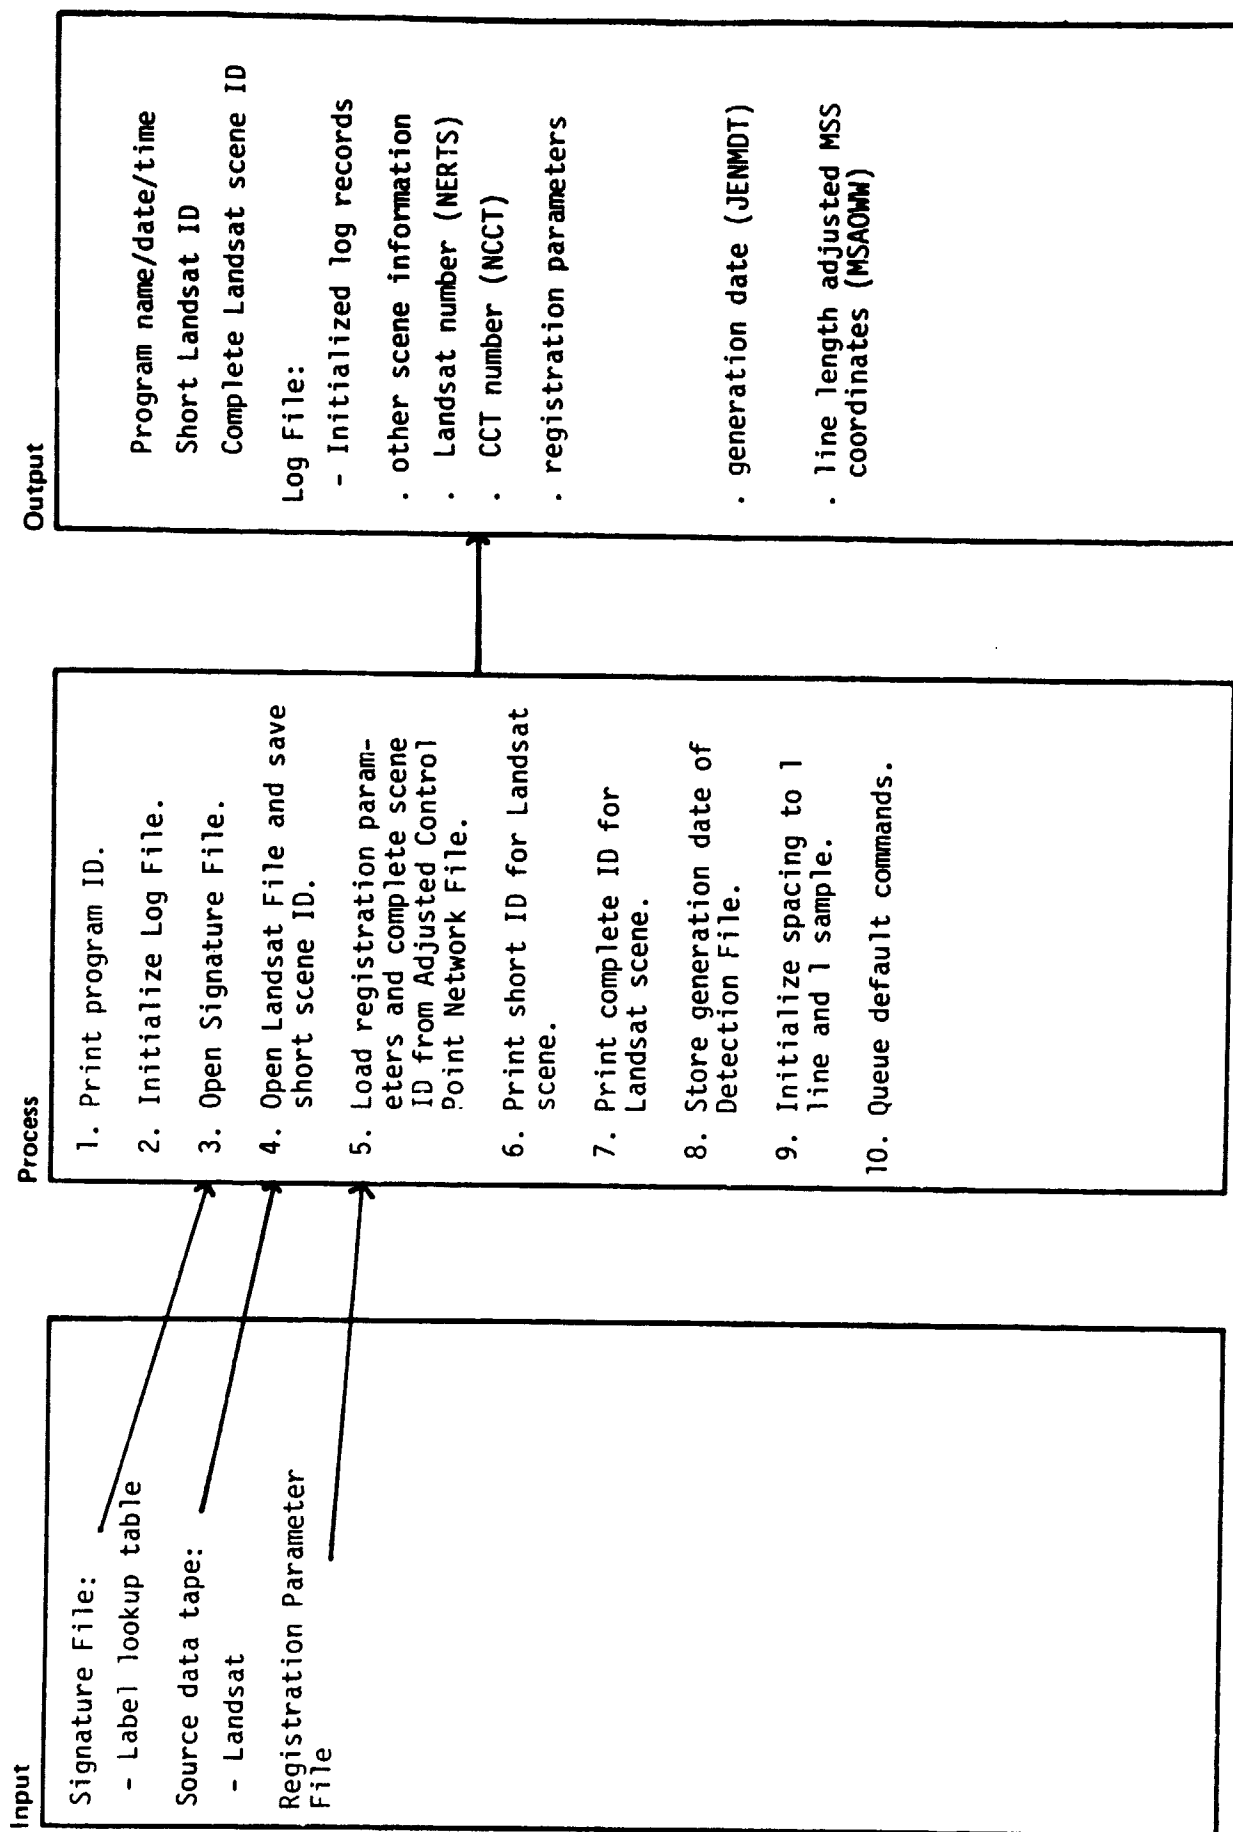 Input
Signature File:
- Label lookup table
Source data tape:
- Landsat
Registration Parameter
File
Process
1. Print program ID.
2. Initialize Log File.
3. Open Signature File.
4. Open Landsat File and save
short scene ID.
5. Load registration param-
eters and complete scene
ID from Adjusted Control
Point Network File.
6. Print short ID for Landsat
scene.
7. Print complete ID for
Landsat scene.
8. Store generation date of
Detection File.
9. Initialize spacing to 1
line and 1 sample.
10. Queue default commands.
Output
Program name/date/time
Short Landsat ID
Complete Landsat scene ID
Log File:
- Initialized log records
. other scene information
. Landsat number (NERTS)
. CCT number (NCCT)
. registration parameters
. generation date (JENMDT)
. line length adjusted MSS
coordinates (MSAOWW)